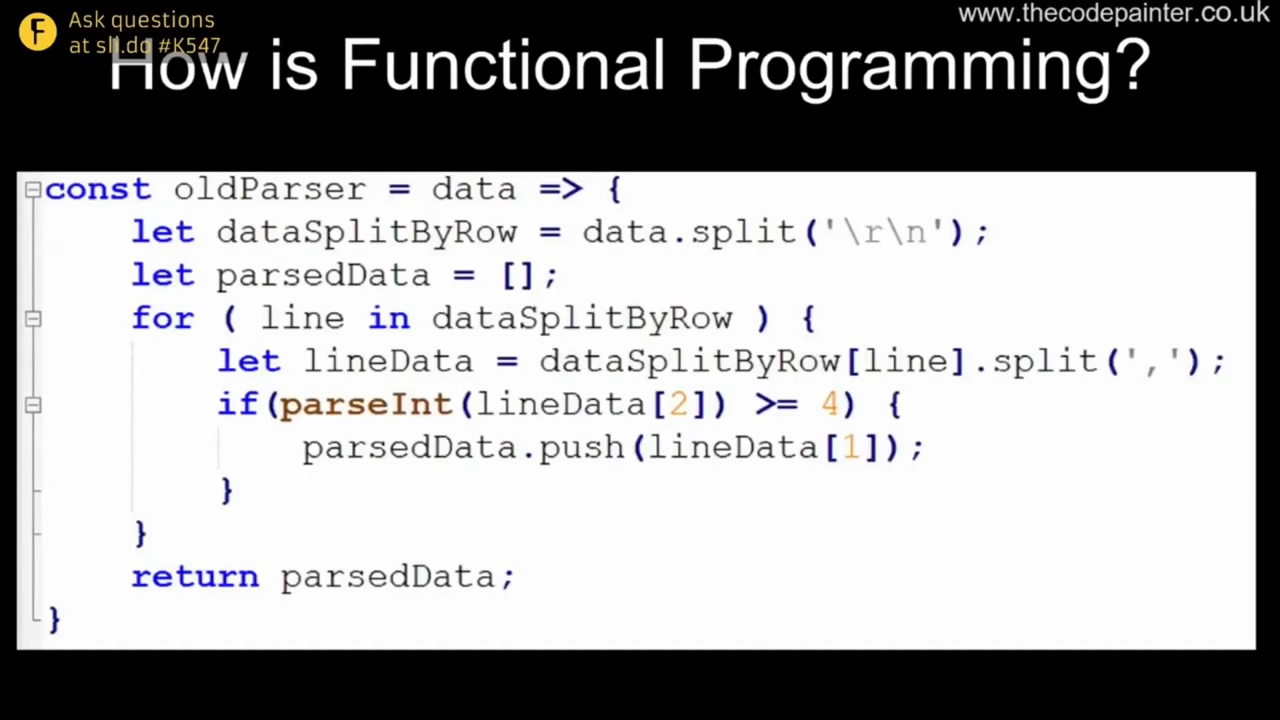 Ask questions
at sli.do #K547
www.thecodepainter.co.uk
How is Functional Programming?
const oldParser = data => {
let dataSplitByRow = data.split('\r\n');
let parsedData = [];
for ( line in dataSplitByRow ) {
let lineData = dataSplitByRow[line].split(',');
if(parseInt(lineData[2]) >= 4) {
parsedData.push(lineData[1]);
}
}
return parsedData;
}